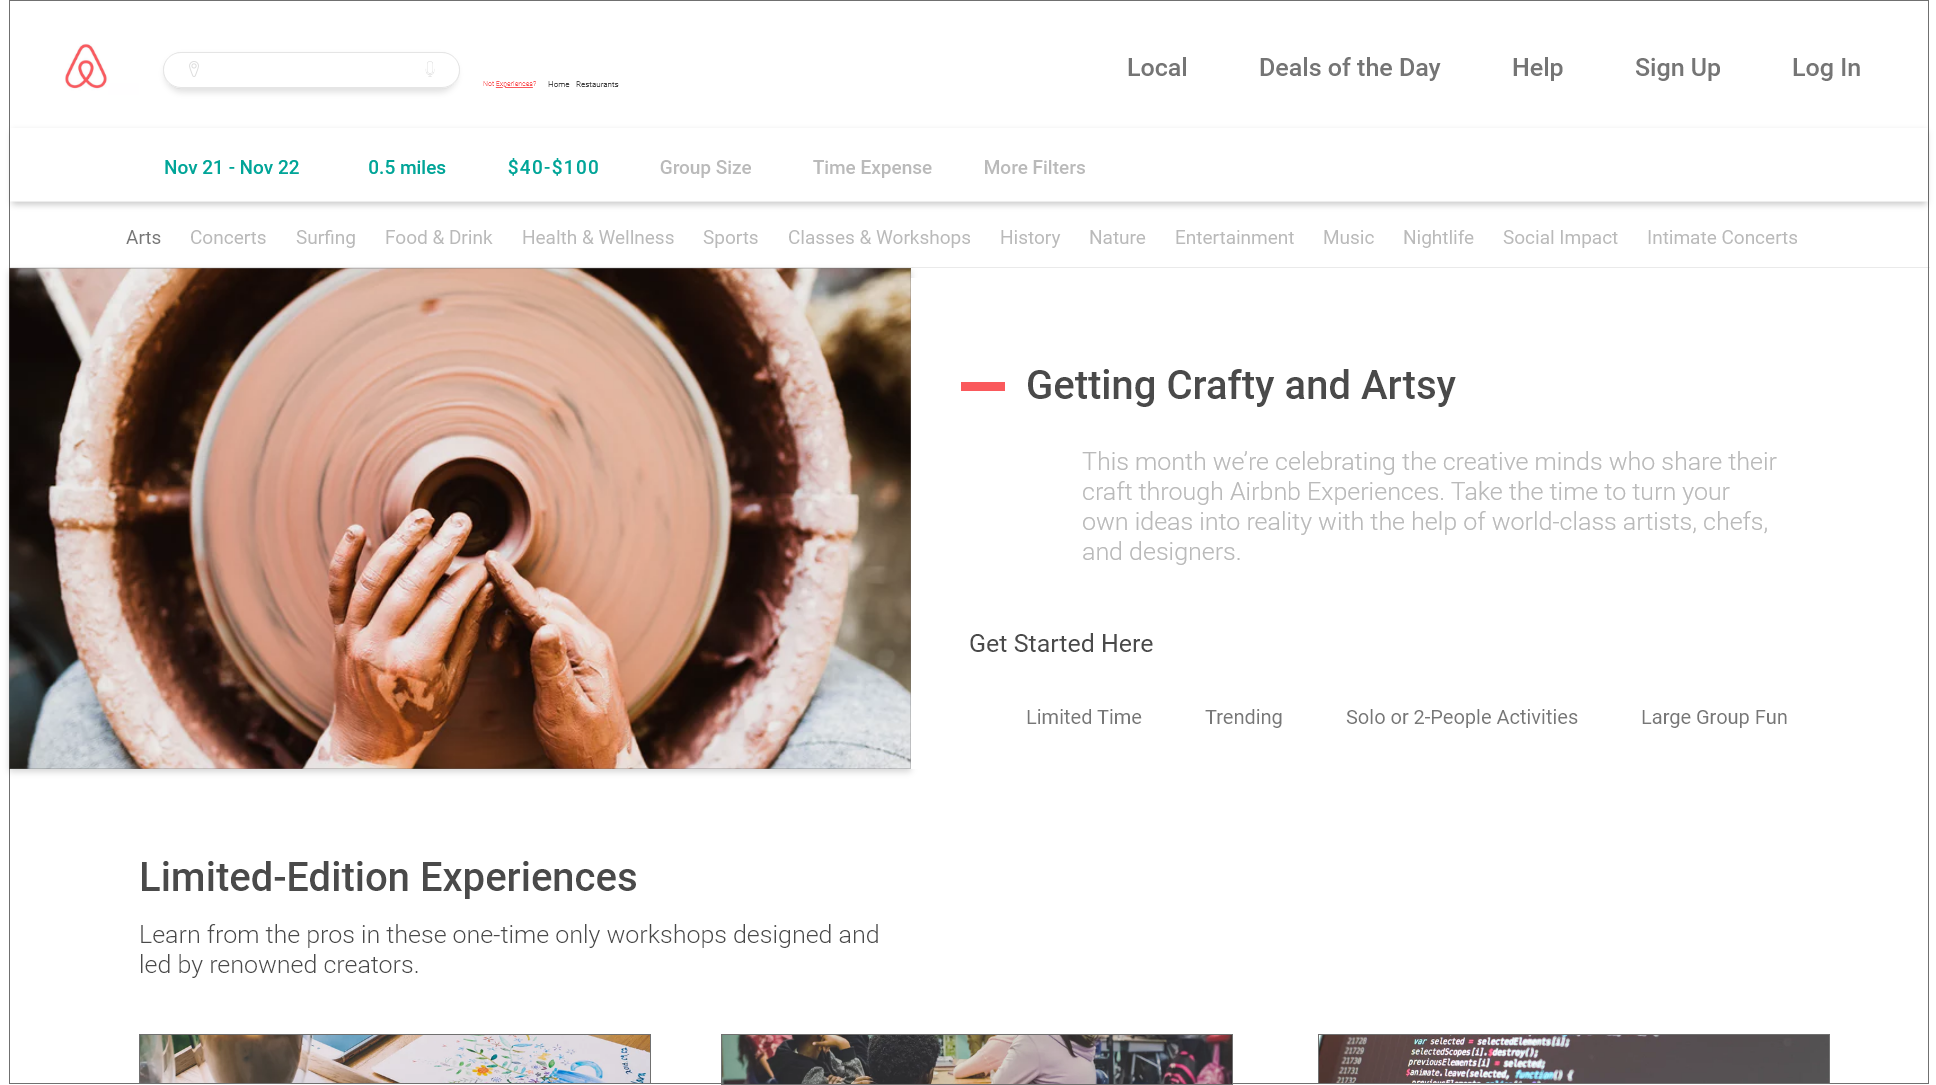 Not Experiences? Home Restaurants
Local Deals of the Day Help Sign Up Log In
Nov 21 - Nov 22 0.5 miles $40-$100 Group Size Time Expense More Filters
Arts Concerts Surfing Food & Drink Health & Wellness Sports Classes & Workshops History Nature Entertainment Music Nightlife Social Impact Intimate Concerts
Getting Crafty and Artsy
This month we’re celebrating the creative minds who share their
craft through Airbnb Experiences. Take the time to turn your
own ideas into reality with the help of world-class artists, chefs,
and designers.
Get Started Here
Limited Time Trending Solo or 2-People Activities Large Group Fun
Limited-Edition Experiences
Learn from the pros in these one-time only workshops designed and
led by renowned creators.
21728 var selected = selectedElements[i];
21729 selectedScopes[i].$destroy();
21730 previousElements[i] = selected;
21731 $animate.leave(selected, function() {
21732